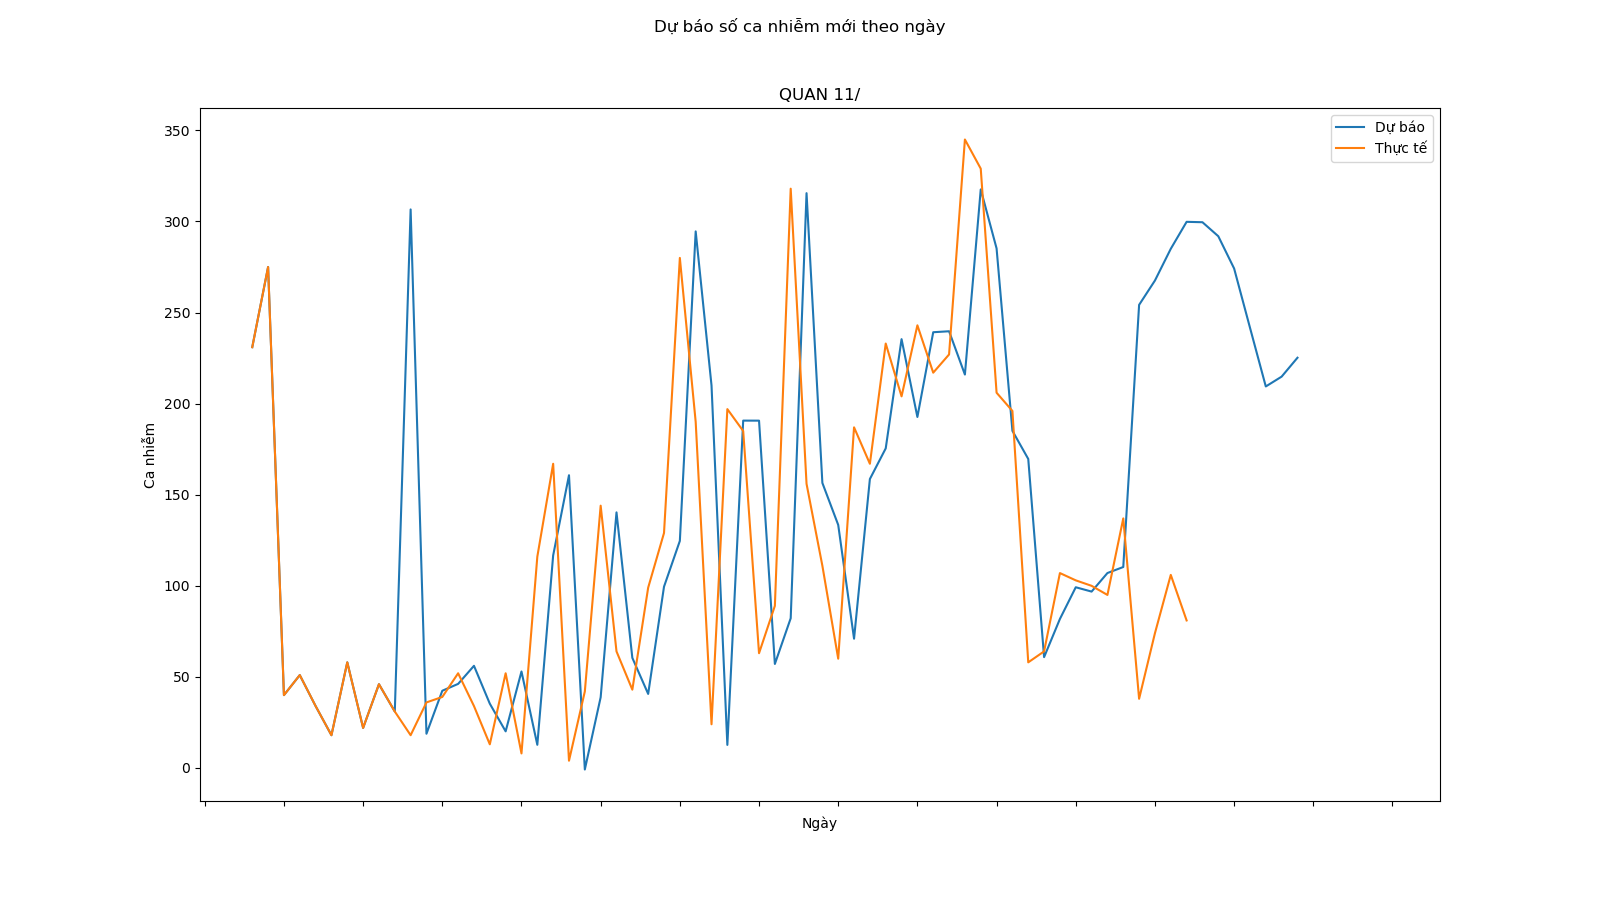 Dự báo số ca nhiễm mới theo ngày
QUAN 11/
Dự báo
Thực tế
350
300
250
200
150
100
50
0
Ca nhiễm
Ngày